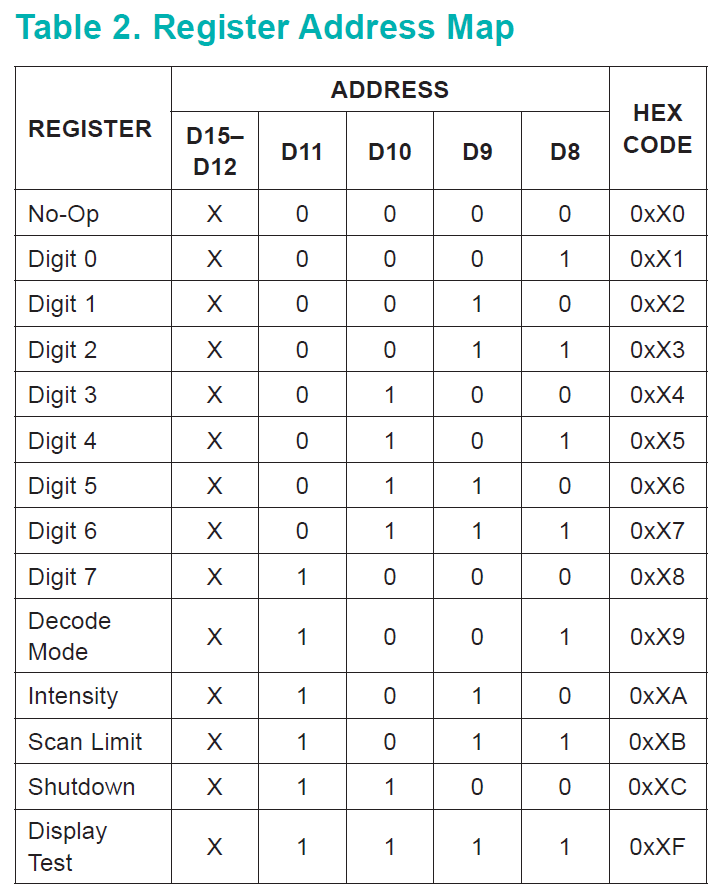 Table 2. Register Address Map
REGISTER ADDRESS HEX CODE
D15–D12 D11 D10 D9 D8
No-Op X 0 0 0 0 0xX0
Digit 0 X 0 0 0 1 0xX1
Digit 1 X 0 0 1 0 0xX2
Digit 2 X 0 0 1 1 0xX3
Digit 3 X 0 1 0 0 0xX4
Digit 4 X 0 1 0 1 0xX5
Digit 5 X 0 1 1 0 0xX6
Digit 6 X 0 1 1 1 0xX7
Digit 7 X 1 0 0 0 0xX8
Decode Mode X 1 0 0 1 0xX9
Intensity X 1 0 1 0 0xXA
Scan Limit X 1 0 1 1 0xXB
Shutdown X 1 1 0 0 0xXC
Display Test X 1 1 1 1 0xXF